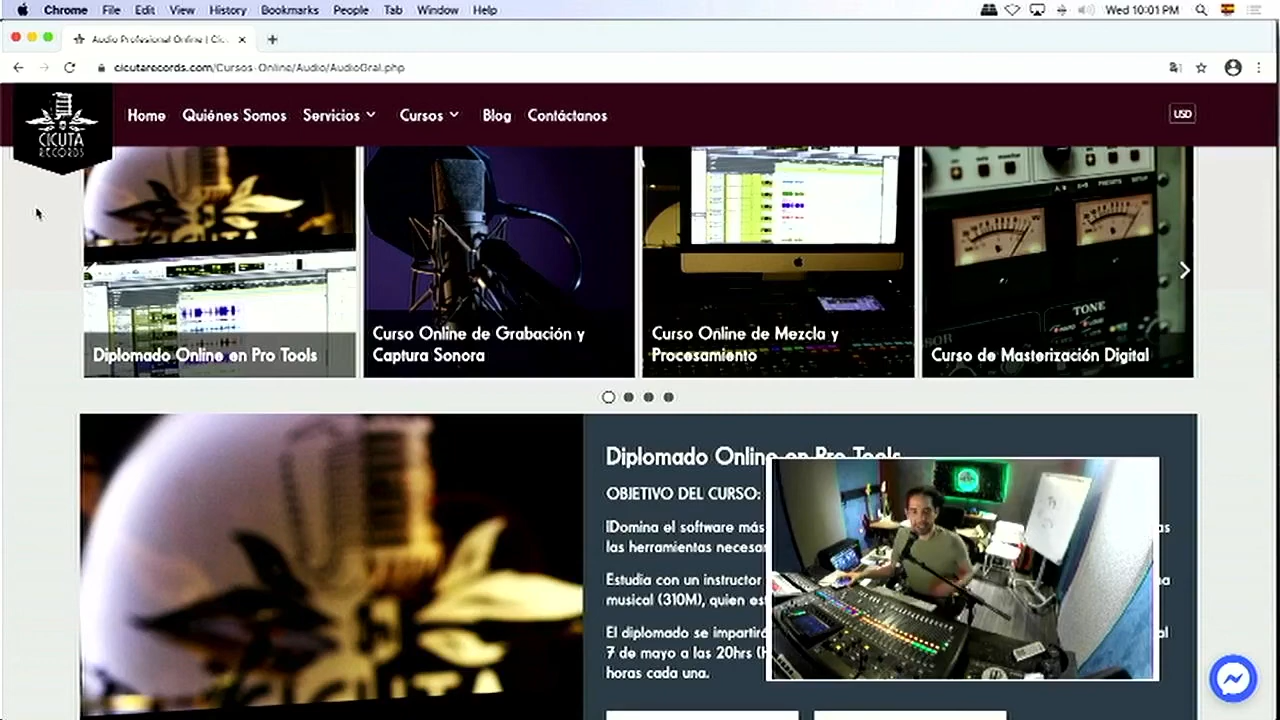 Chrome File Edit View History Bookmarks People Tab Window Help Wed 10:01 PM
Audio Profesional Online | Cic
cicutarecords.com/Cursos-Online/Audio/AudioGral.php
CICUTA
RECORDS
Home Quiénes Somos Servicios Cursos Blog Contáctanos USD
Diplomado Online en Pro Tools
Curso Online de Grabación y
Captura Sonora
Curso Online de Mezcla y
Procesamiento
TONE
Curso de Masterización Digital
CICUTA
Diplomado Online en Pro Tools
OBJETIVO DEL CURSO:
lDomina el software más
las herramientas necesar
Estudia con un instructor
musical (310M), quien est
El diplomado se impartirá
7 de mayo a las 20hrs (H
horas cada una.